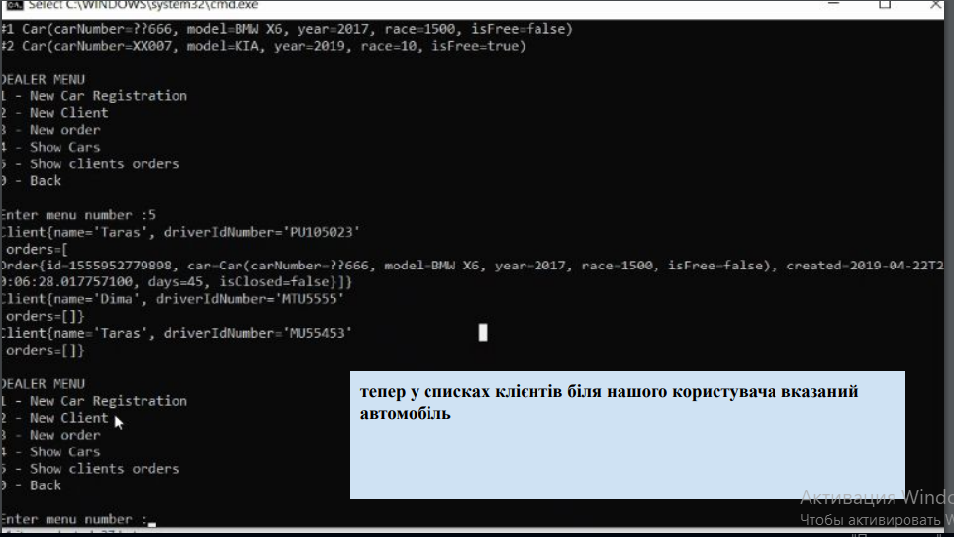 Select C:\WINDOWS\system32\cmd.exe
#1 Car(carNumber=??666, model=BMW X6, year=2017, race=1500, isFree=false)
#2 Car(carNumber=XX007, model=KIA, year=2019, race=10, isFree=true)
DEALER MENU
1 - New Car Registration
2 - New Client
3 - New order
4 - Show Cars
5 - Show clients orders
0 - Back
Enter menu number :5
Client{name='Taras', driverIdNumber='PU105023'
orders=[
Order{id=1555952779898, car=Car(carNumber=??666, model=BMW X6, year=2017, race=1500, isFree=false), created=2019-04-22T2
0:06:28.017757100, days=45, isClosed=false}]}
Client{name='Dima', driverIdNumber='MTU5555'
orders=[]}
Client{name='Taras', driverIdNumber='MU55453'
orders=[]}
DEALER MENU
1 - New Car Registration
2 - New Client
3 - New order
4 - Show Cars
5 - Show clients orders
0 - Back
Enter menu number :
тепер у списках клієнтів біля нашого користувача вказаний
автомобіль
Активация Windo
Чтобы активировать W